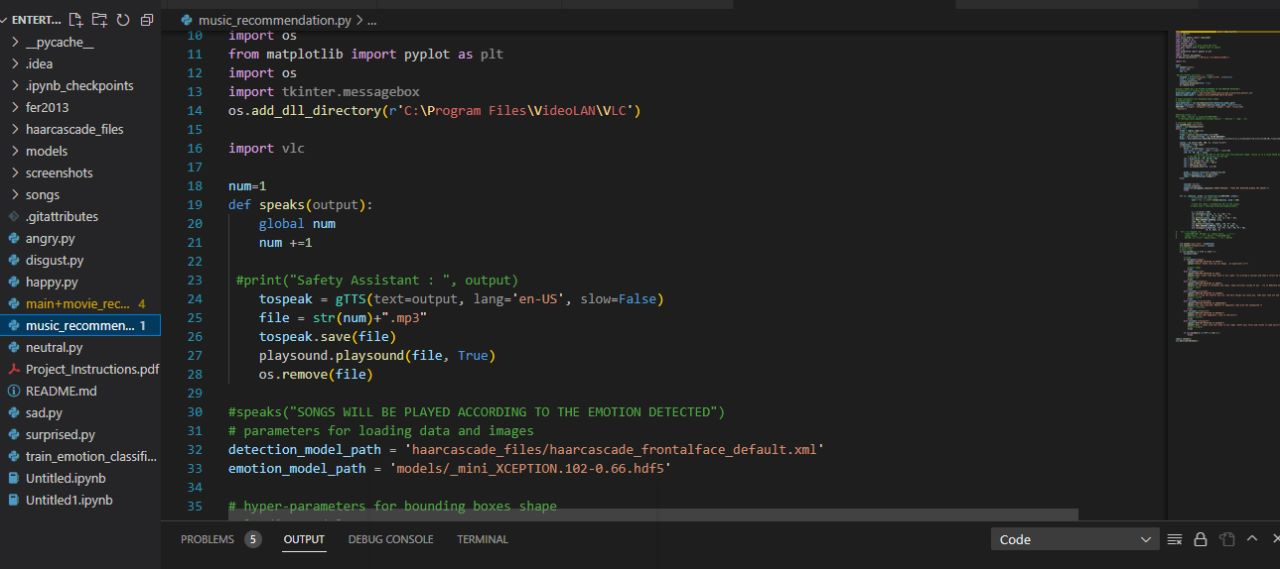 ENTERT...
music_recommendation.py > ...
__pycache__
.idea
.ipynb_checkpoints
fer2013
haarcascade_files
models
screenshots
songs
.gitattributes
angry.py
disgust.py
happy.py
main+movie_rec... 4
music_recommen... 1
neutral.py
Project_Instructions.pdf
README.md
sad.py
surprised.py
train_emotion_classifi...
Untitled.ipynb
Untitled1.ipynb
10 import os
11 from matplotlib import pyplot as plt
12 import os
13 import tkinter.messagebox
14 os.add_dll_directory(r'C:\Program Files\VideoLAN\VLC')
15
16 import vlc
17
18 num=1
19 def speaks(output):
20 global num
21 num +=1
22
23 #print("Safety Assistant : ", output)
24 tospeak = gTTS(text=output, lang='en-US', slow=False)
25 file = str(num)+".mp3"
26 tospeak.save(file)
27 playsound.playsound(file, True)
28 os.remove(file)
29
30 #speaks("SONGS WILL BE PLAYED ACCORDING TO THE EMOTION DETECTED")
31 # parameters for loading data and images
32 detection_model_path = 'haarcascade_files/haarcascade_frontalface_default.xml'
33 emotion_model_path = 'models/_mini_XCEPTION.102-0.66.hdf5'
34
35 # hyper-parameters for bounding boxes shape
PROBLEMS 5 OUTPUT DEBUG CONSOLE TERMINAL Code